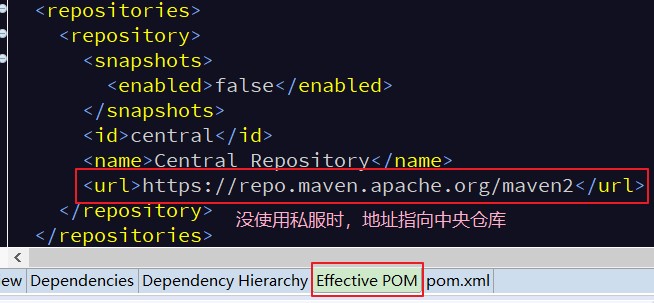 <repositories>
<repository>
<snapshots>
<enabled>false</enabled>
</snapshots>
<id>central</id>
<name>Central Repository</name>
<url>https://repo.maven.apache.org/maven2</url>
</repository>
没使用私服时，地址指向中央仓库
</repositories>
ew Dependencies Dependency Hierarchy Effective POM pom.xml